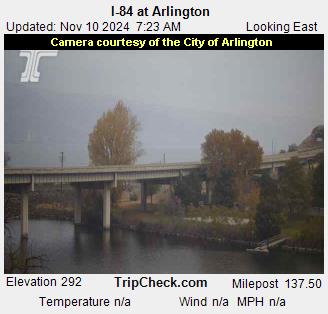 I-84 at Arlington
Updated: Nov 10 2024 7:23 AM Looking East
Camera courtesy of the City of Arlington
Elevation 292 TripCheck.com Milepost 137.50
Temperature n/a Wind n/a MPH n/a